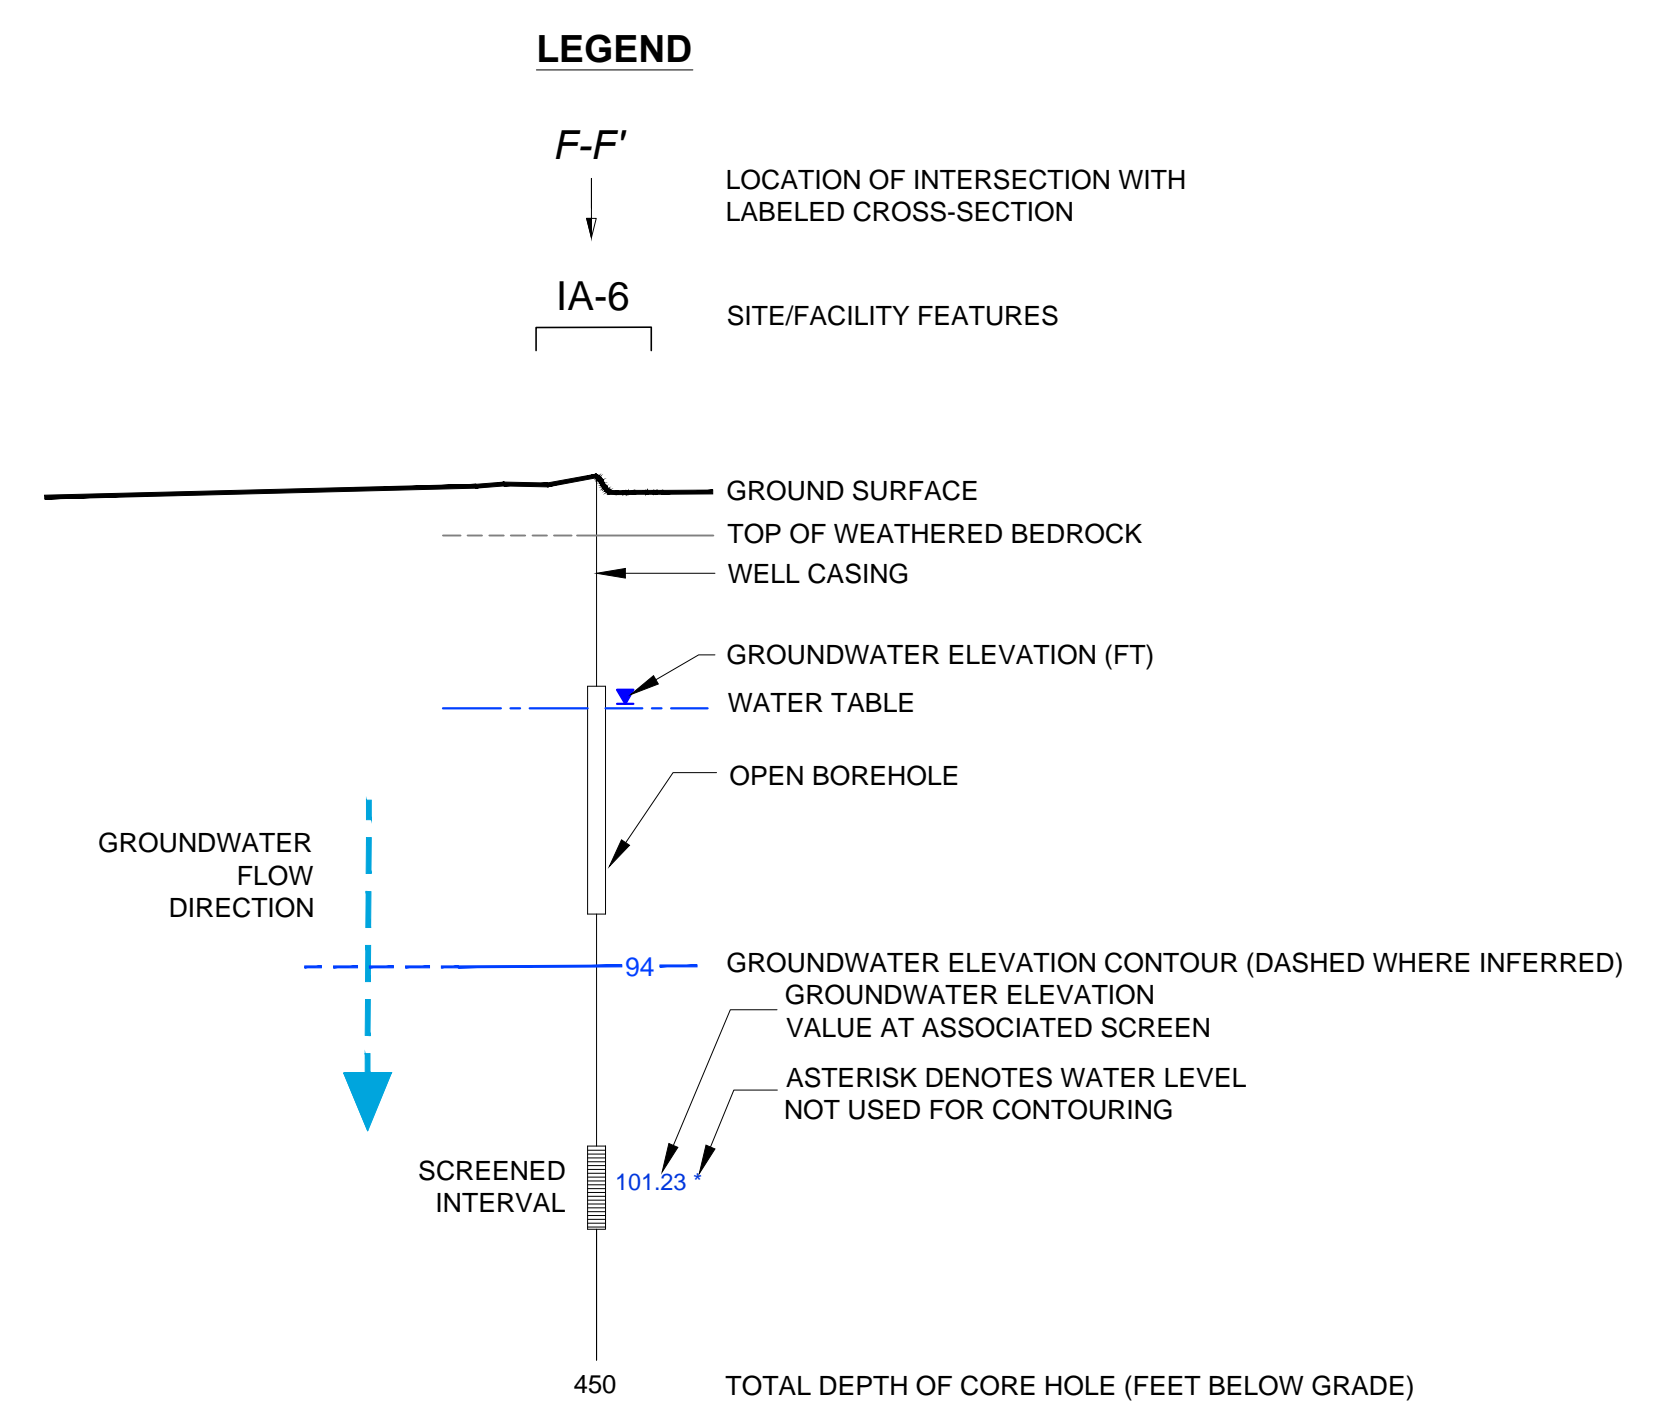 LEGEND
F-F'
LOCATION OF INTERSECTION WITH
LABELED CROSS-SECTION
IA-6
SITE/FACILITY FEATURES
GROUND SURFACE
TOP OF WEATHERED BEDROCK
WELL CASING
GROUNDWATER ELEVATION (FT)
WATER TABLE
OPEN BOREHOLE
GROUNDWATER
FLOW
DIRECTION
94
GROUNDWATER ELEVATION CONTOUR (DASHED WHERE INFERRED)
GROUNDWATER ELEVATION
VALUE AT ASSOCIATED SCREEN
ASTERISK DENOTES WATER LEVEL
NOT USED FOR CONTOURING
SCREENED
INTERVAL
101.23 *
450
TOTAL DEPTH OF CORE HOLE (FEET BELOW GRADE)